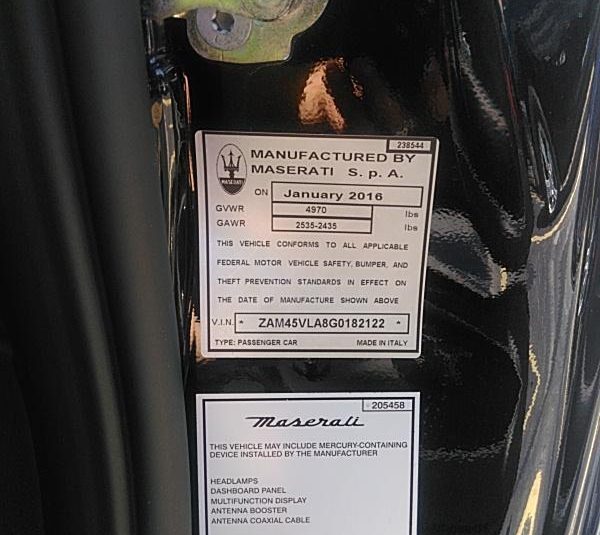 238544
MANUFACTURED BY
MASERATI S. p. A.
MASERATI
ON January 2016
GVWR 4970 lbs
GAWR 2535-2435 lbs
THIS VEHICLE CONFORMS TO ALL APPLICABLE
FEDERAL MOTOR VEHICLE SAFETY, BUMPER, AND
THEFT PREVENTION STANDARDS IN EFFECT ON
THE DATE OF MANUFACTURE SHOWN ABOVE
V.I.N. * ZAM45VLA8G0182122 *
TYPE: PASSENGER CAR MADE IN ITALY
205458
Maserati
THIS VEHICLE MAY INCLUDE MERCURY-CONTAINING
DEVICE INSTALLED BY THE MANUFACTURER
HEADLAMPS
DASHBOARD PANEL
MULTIFUNCTION DISPLAY
ANTENNA BOOSTER
ANTENNA COAXIAL CABLE